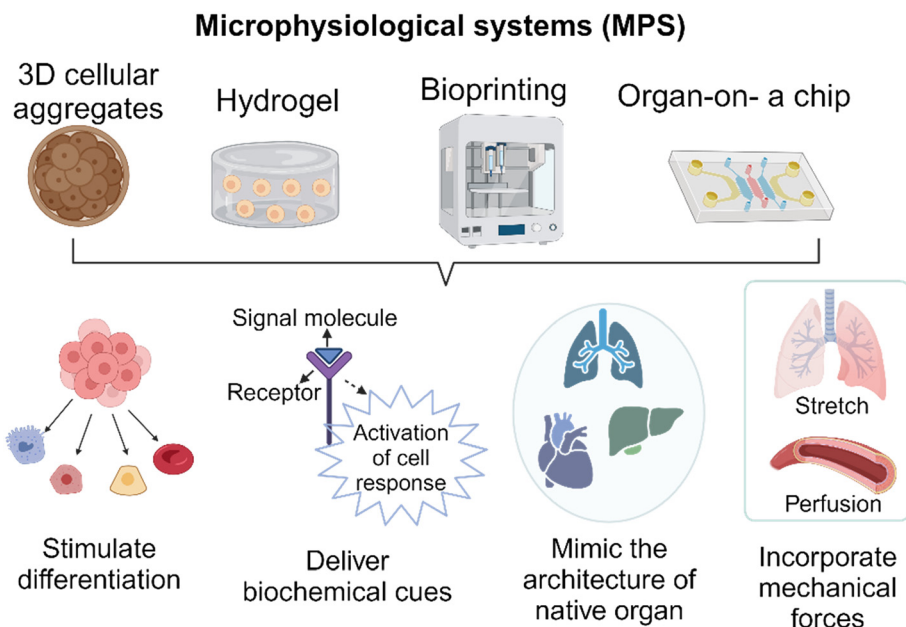 Microphysiological systems (MPS)
3D cellular
aggregates
Hydrogel
Bioprinting
Organ-on- a chip
Signal molecule
Receptor
Activation
of cell
response
Stretch
Perfusion
Stimulate
differentiation
Deliver
biochemical cues
Mimic the
architecture of
native organ
Incorporate
mechanical
forces